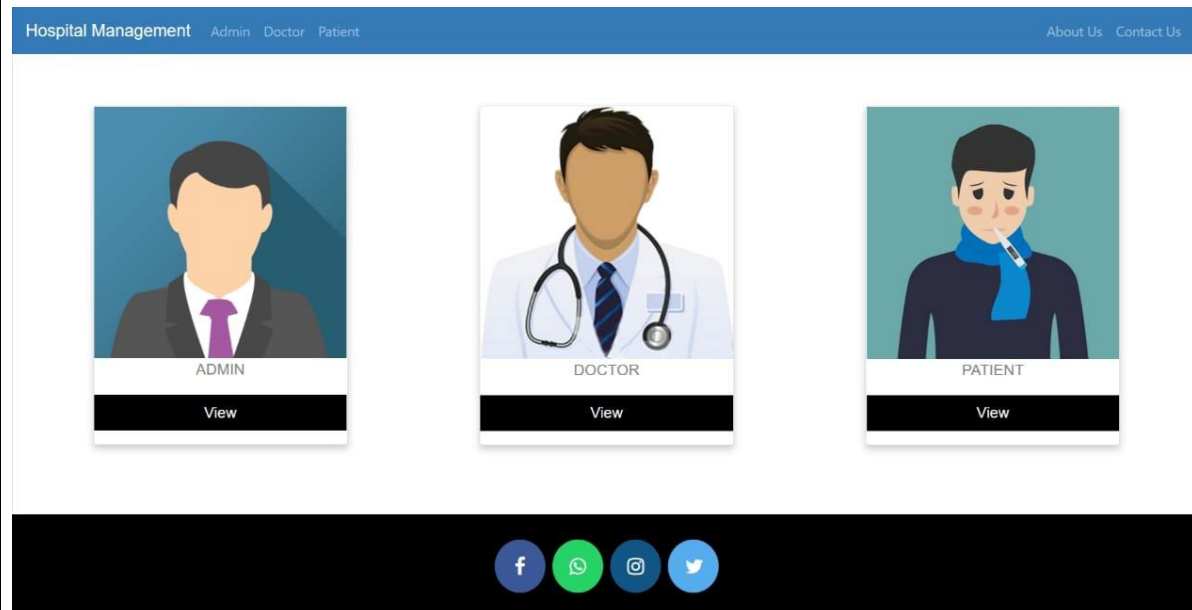 Hospital Management Admin Doctor Patient About Us Contact Us
ADMIN
View
DOCTOR
View
PATIENT
View